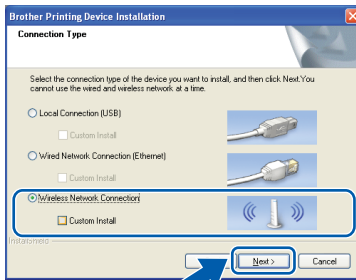 Brother Printing Device Installation
Connection Type
Select the connection type of the device you want to install, and then click Next.You
cannot use the wired and wireless network at a time.
Local Connection (USB)
Custom Install
Wired Network Connection (Ethernet)
Custom Install
Wireless Network Connection
Custom Install
InstallShield
Next >
Cancel